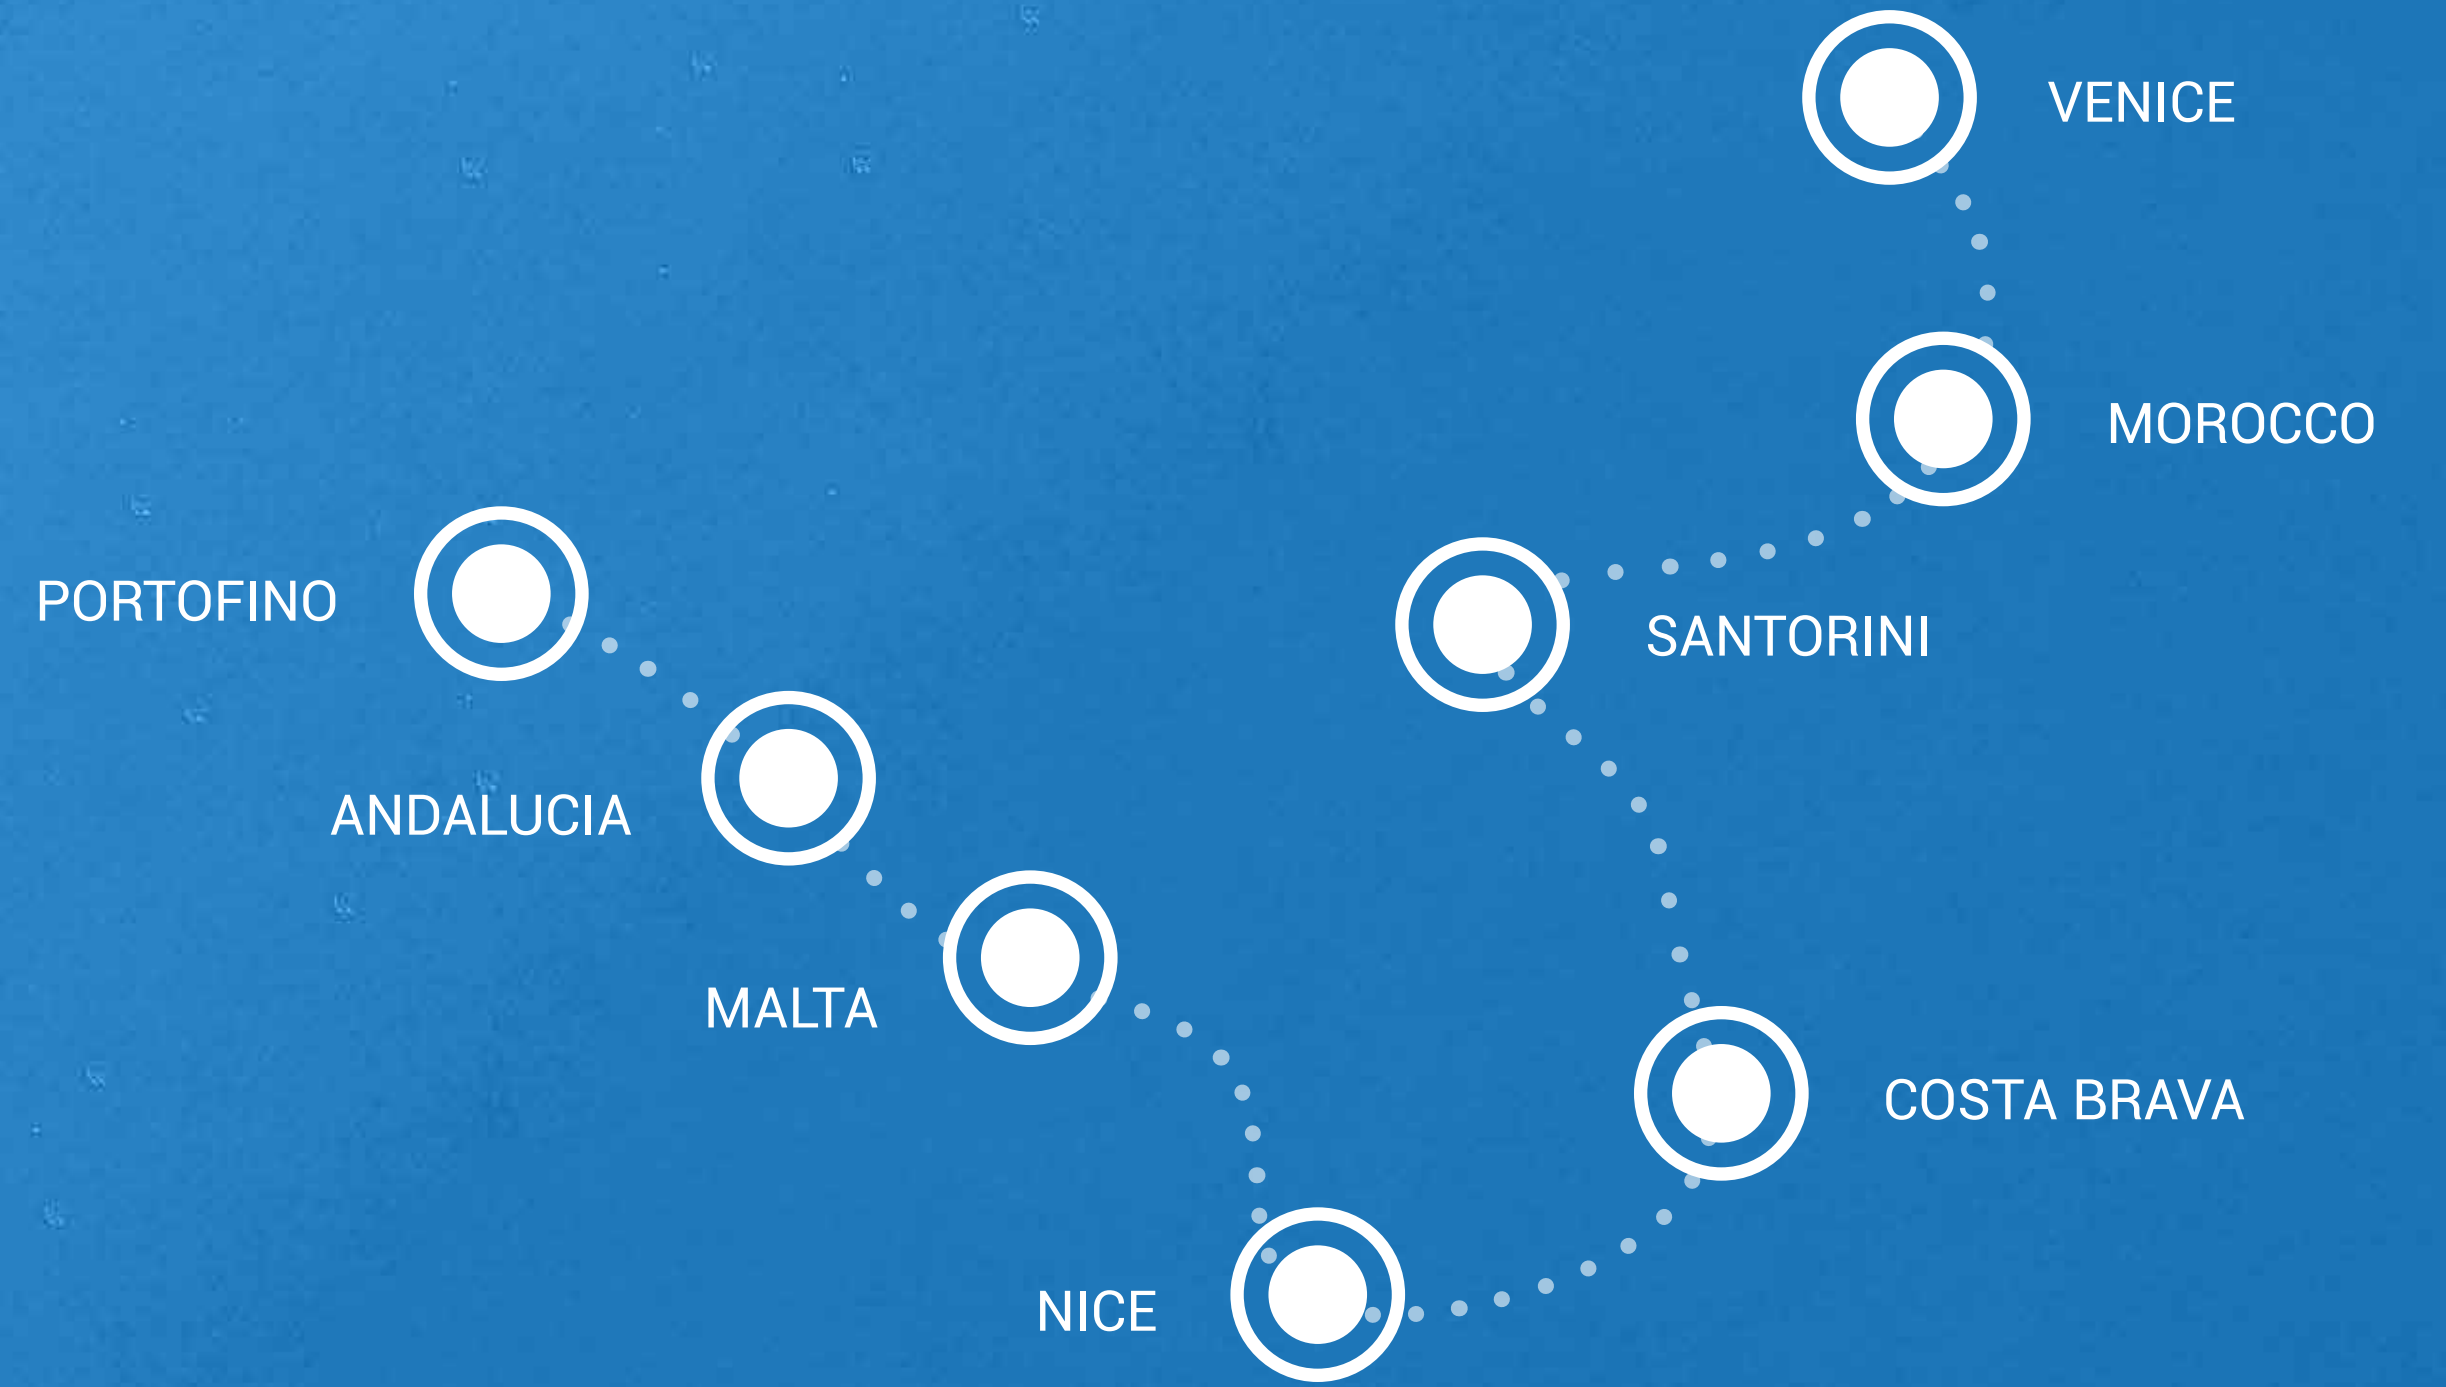 VENICE
MOROCCO
PORTOFINO
SANTORINI
ANDALUCIA
MALTA
COSTA BRAVA
NICE